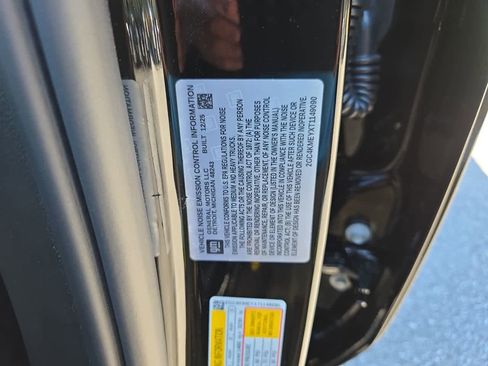 VEHICLE NOISE EMISSION CONTROL INFORMATION
GM
GENERAL MOTORS LLC BUILT 12/25
DETROIT, MICHIGAN 48243
THIS VEHICLE CONFORMS TO U.S. EPA REGULATIONS FOR NOISE
EMISSION APPLICABLE TO MEDIUM AND HEAVY TRUCKS.
THE FOLLOWING ACTS OR THE CAUSING THEREOF BY ANY PERSON
ARE PROHIBITED BY THE NOISE CONTROL ACT OF 1972: (A) THE
REMOVAL OR RENDERING INOPERATIVE, OTHER THAN FOR PURPOSES
OF MAINTENANCE, REPAIR, OR REPLACEMENT, OF ANY NOISE CONTROL
DEVICE OR ELEMENT OF DESIGN (LISTED IN THE OWNER'S MANUAL)
INCORPORATED INTO THIS VEHICLE IN COMPLIANCE WITH THE NOISE
CONTROL ACT; (B) THE USE OF THIS VEHICLE AFTER SUCH DEVICE
OR ELEMENT OF DESIGN HAS BEEN REMOVED OR RENDERED INOPERATIVE.
2GC4KMEYXT1149090